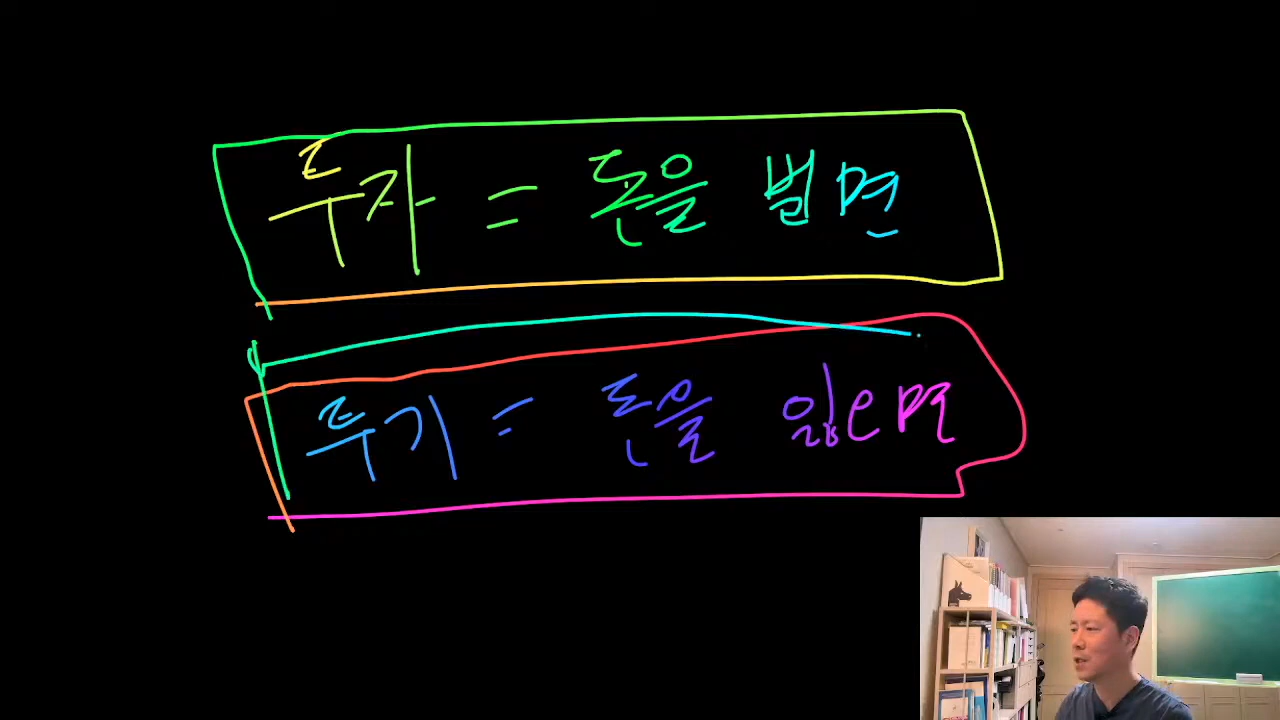 투자 = 돈을 벌면
투기 = 돈을 잃으면